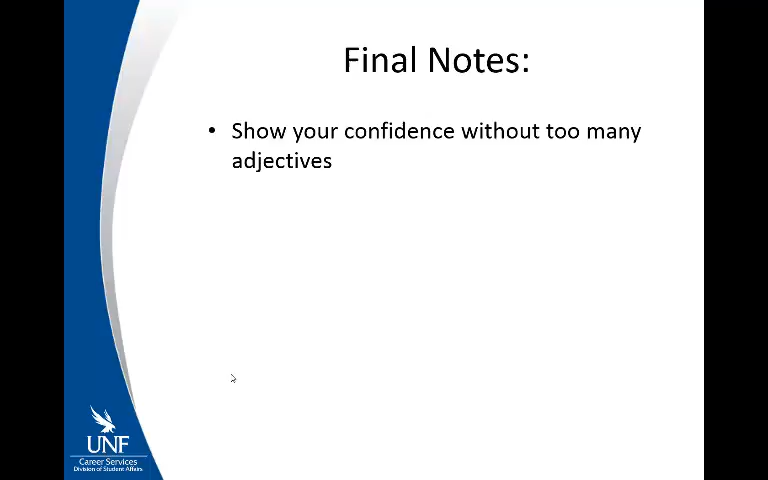 Final Notes:
• Show your confidence without too many
adjectives
UNF
Career Services
Division of Student Affairs